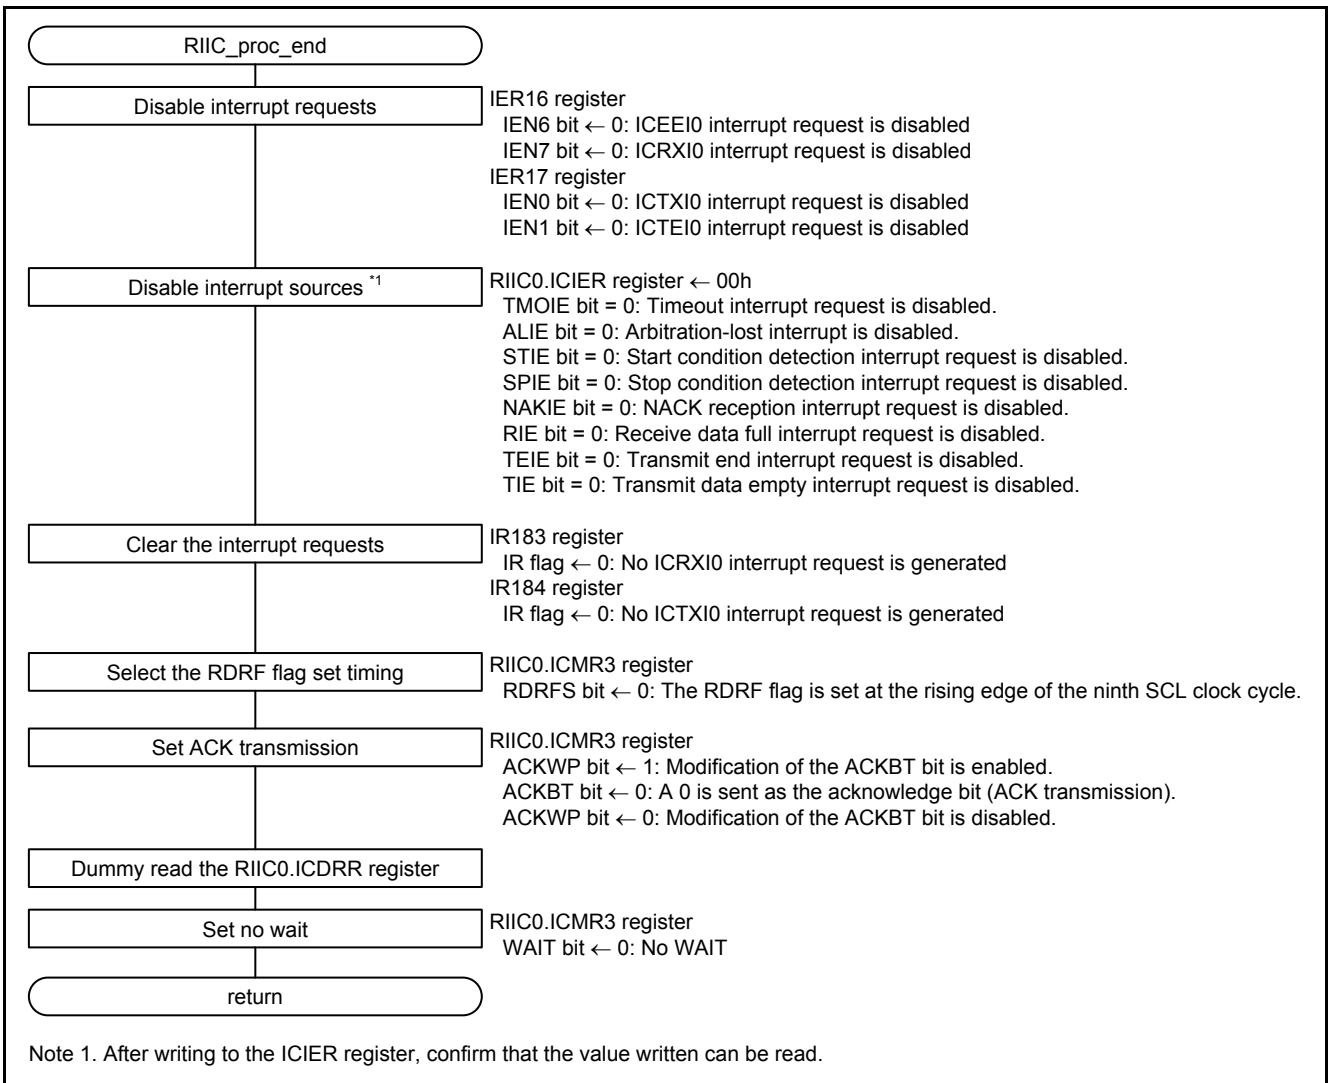 RIIC_proc_end
Disable interrupt requests
IER16 register
IEN6 bit ← 0: ICEEI0 interrupt request is disabled
IEN7 bit ← 0: ICRXI0 interrupt request is disabled
IER17 register
IEN0 bit ← 0: ICTXI0 interrupt request is disabled
IEN1 bit ← 0: ICTEI0 interrupt request is disabled
Disable interrupt sources *1
RIIC0.ICIER register ← 00h
TMOIE bit = 0: Timeout interrupt request is disabled.
ALIE bit = 0: Arbitration-lost interrupt is disabled.
STIE bit = 0: Start condition detection interrupt request is disabled.
SPIE bit = 0: Stop condition detection interrupt request is disabled.
NAKIE bit = 0: NACK reception interrupt request is disabled.
RIE bit = 0: Receive data full interrupt request is disabled.
TEIE bit = 0: Transmit end interrupt request is disabled.
TIE bit = 0: Transmit data empty interrupt request is disabled.
Clear the interrupt requests
IR183 register
IR flag ← 0: No ICRXI0 interrupt request is generated
IR184 register
IR flag ← 0: No ICTXI0 interrupt request is generated
Select the RDRF flag set timing
RIIC0.ICMR3 register
RDRFS bit ← 0: The RDRF flag is set at the rising edge of the ninth SCL clock cycle.
Set ACK transmission
RIIC0.ICMR3 register
ACKWP bit ← 1: Modification of the ACKBT bit is enabled.
ACKBT bit ← 0: A 0 is sent as the acknowledge bit (ACK transmission).
ACKWP bit ← 0: Modification of the ACKBT bit is disabled.
Dummy read the RIIC0.ICDRR register
Set no wait
RIIC0.ICMR3 register
WAIT bit ← 0: No WAIT
return
Note 1. After writing to the ICIER register, confirm that the value written can be read.